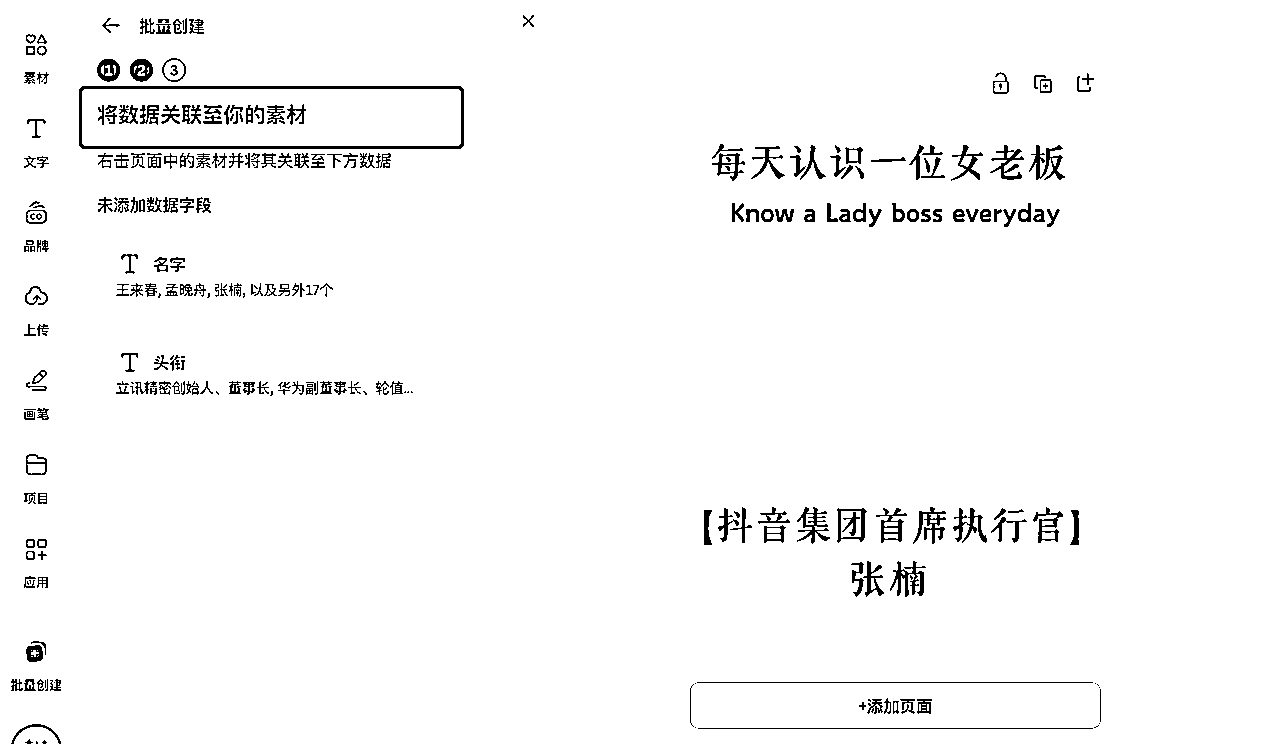 批量创建
1 2 3
将数据关联至你的素材
右击页面中的素材并将其关联至下方数据
未添加数据字段
名字
王来春, 孟晚舟, 张楠, 以及另外17个
头衔
立讯精密创始人、董事长, 华为副董事长、轮值...
素材
文字
品牌
上传
画笔
项目
应用
批量创建
每天认识一位女老板
Know a Lady boss everyday
【抖音集团首席执行官】
张楠
+添加页面